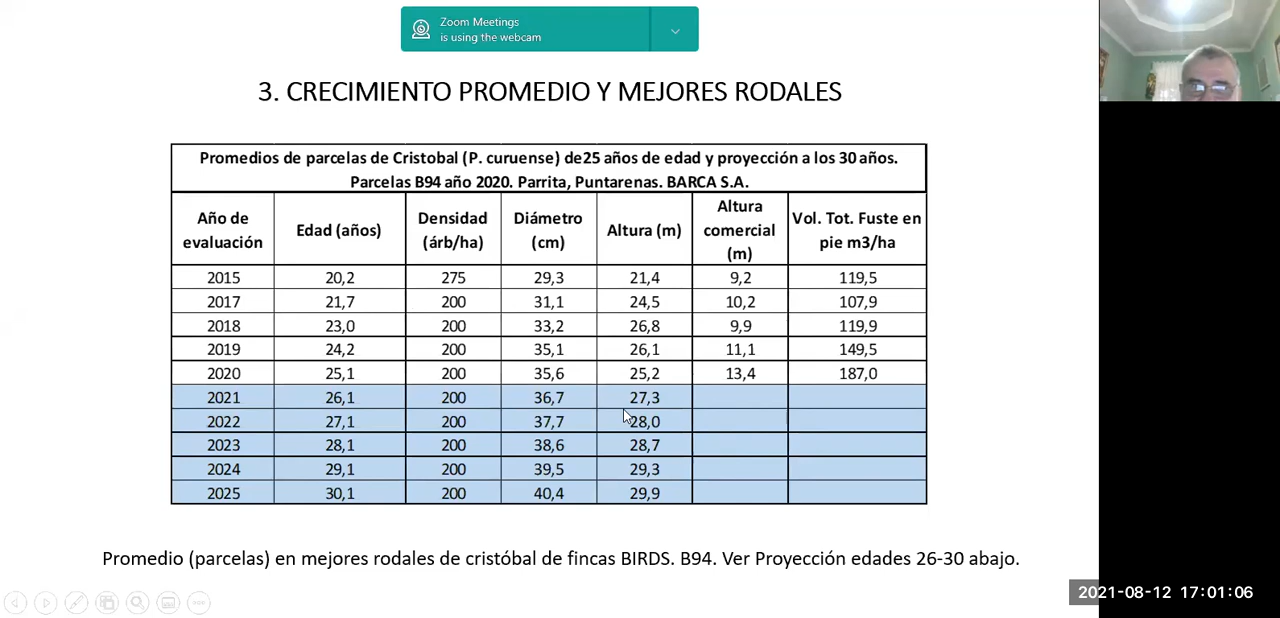 Zoom Meetings
is using the webcam
3. CRECIMIENTO PROMEDIO Y MEJORES RODALES
Promedios de parcelas de Cristobal (P. curuense) de25 años de edad y proyección a los 30 años.
Parcelas B94 año 2020. Parrita, Puntarenas. BARCA S.A.
Año de evaluación Edad (años) Densidad (árb/ha) Diámetro (cm) Altura (m) Altura comercial (m) Vol. Tot. Fuste en pie m3/ha
2015 20,2 275 29,3 21,4 9,2 119,5
2017 21,7 200 31,1 24,5 10,2 107,9
2018 23,0 200 33,2 26,8 9,9 119,9
2019 24,2 200 35,1 26,1 11,1 149,5
2020 25,1 200 35,6 25,2 13,4 187,0
2021 26,1 200 36,7 27,3
2022 27,1 200 37,7 28,0
2023 28,1 200 38,6 28,7
2024 29,1 200 39,5 29,3
2025 30,1 200 40,4 29,9
Promedio (parcelas) en mejores rodales de cristóbal de fincas BIRDS. B94. Ver Proyección edades 26-30 abajo.
2021-08-12 17:01:06